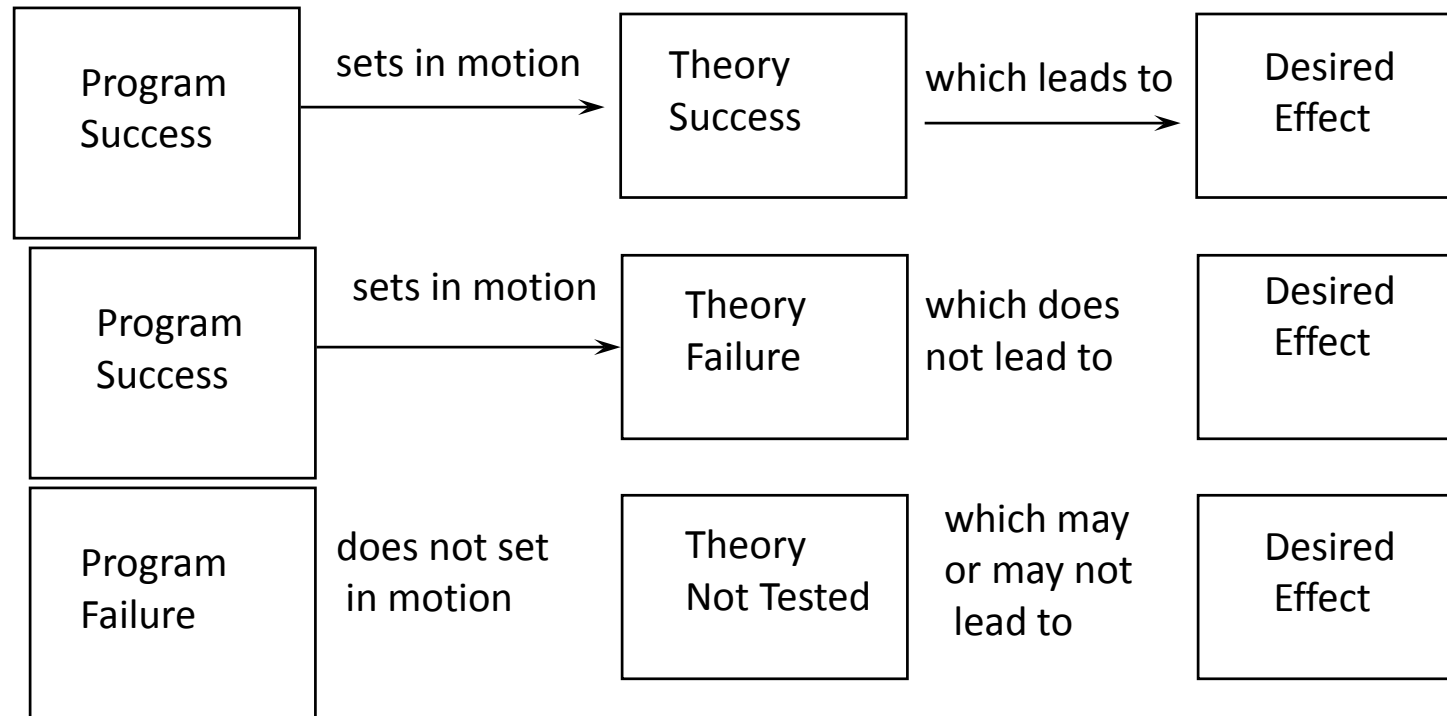 Program
Success
sets in motion
Theory
Success
which leads to
Desired
Effect
Program
Success
sets in motion
Theory
Failure
which does
not lead to
Desired
Effect
Program
Failure
does not set
in motion
Theory
Not Tested
which may
or may not
lead to
Desired
Effect